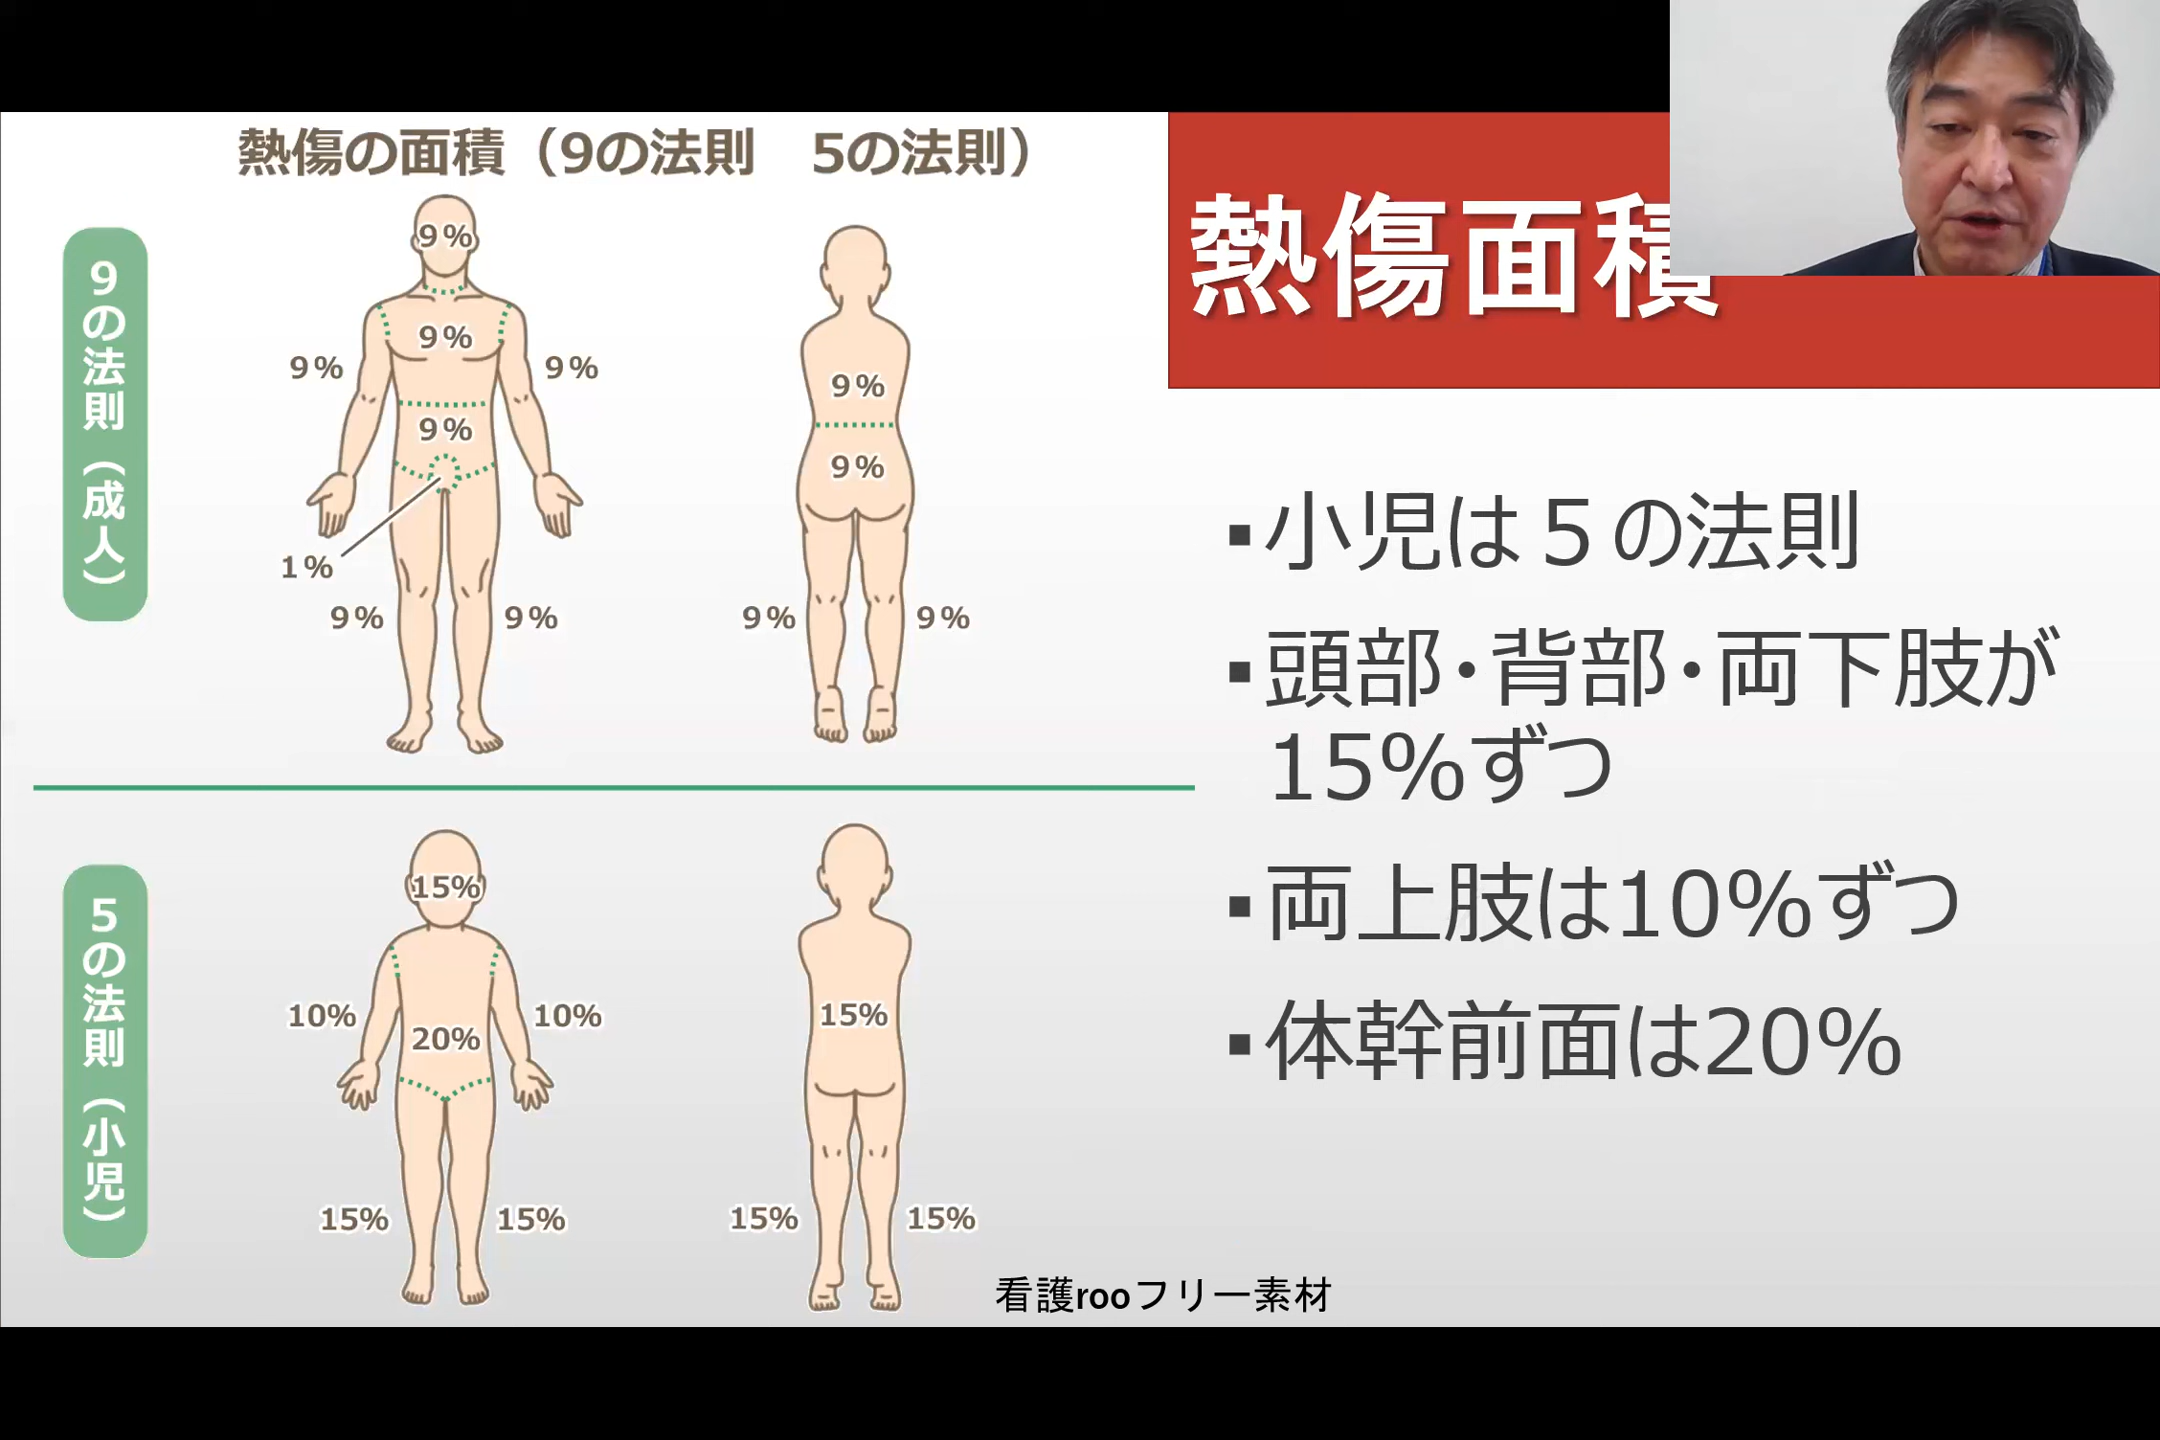 熱傷の面積（9の法則　5の法則）
9の法則（成人）
9%
9%
9%
9%
9%
1%
9%
9%
9%
9%
9%
9%
5の法則（小児）
15%
10%
10%
20%
15%
15%
15%
15%
15%
熱傷面積
▪小児は５の法則
▪頭部・背部・両下肢が
15%ずつ
▪両上肢は10%ずつ
▪体幹前面は20%
看護rooフリー素材